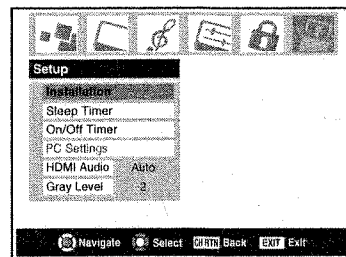 Setup
Installation
Sleep Timer
On/Off Timer
PC Settings
HDMI Audio Auto
Gray Level 2
Navigate Select CH RTN Back EXIT Exit